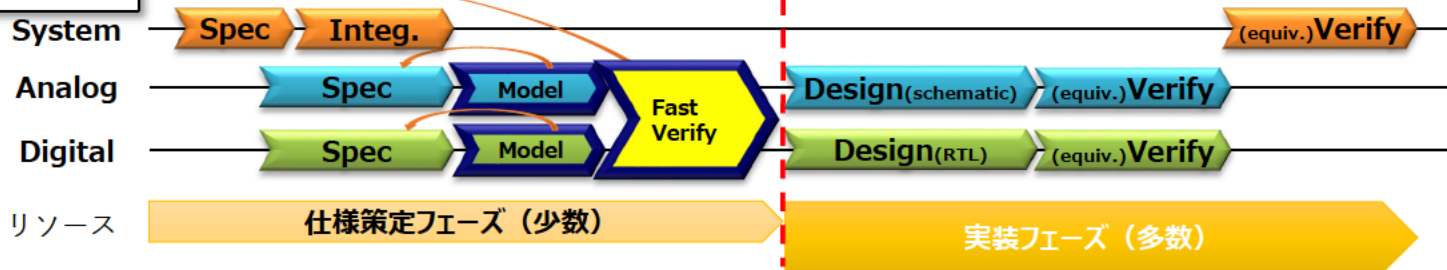 System
Spec
Integ.
(equiv.)Verify
Analog
Spec
Model
Fast
Verify
Design(schematic)
(equiv.)Verify
Digital
Spec
Model
Design(RTL)
(equiv.)Verify
リソース
仕様策定フェーズ（少数）
実装フェーズ（多数）